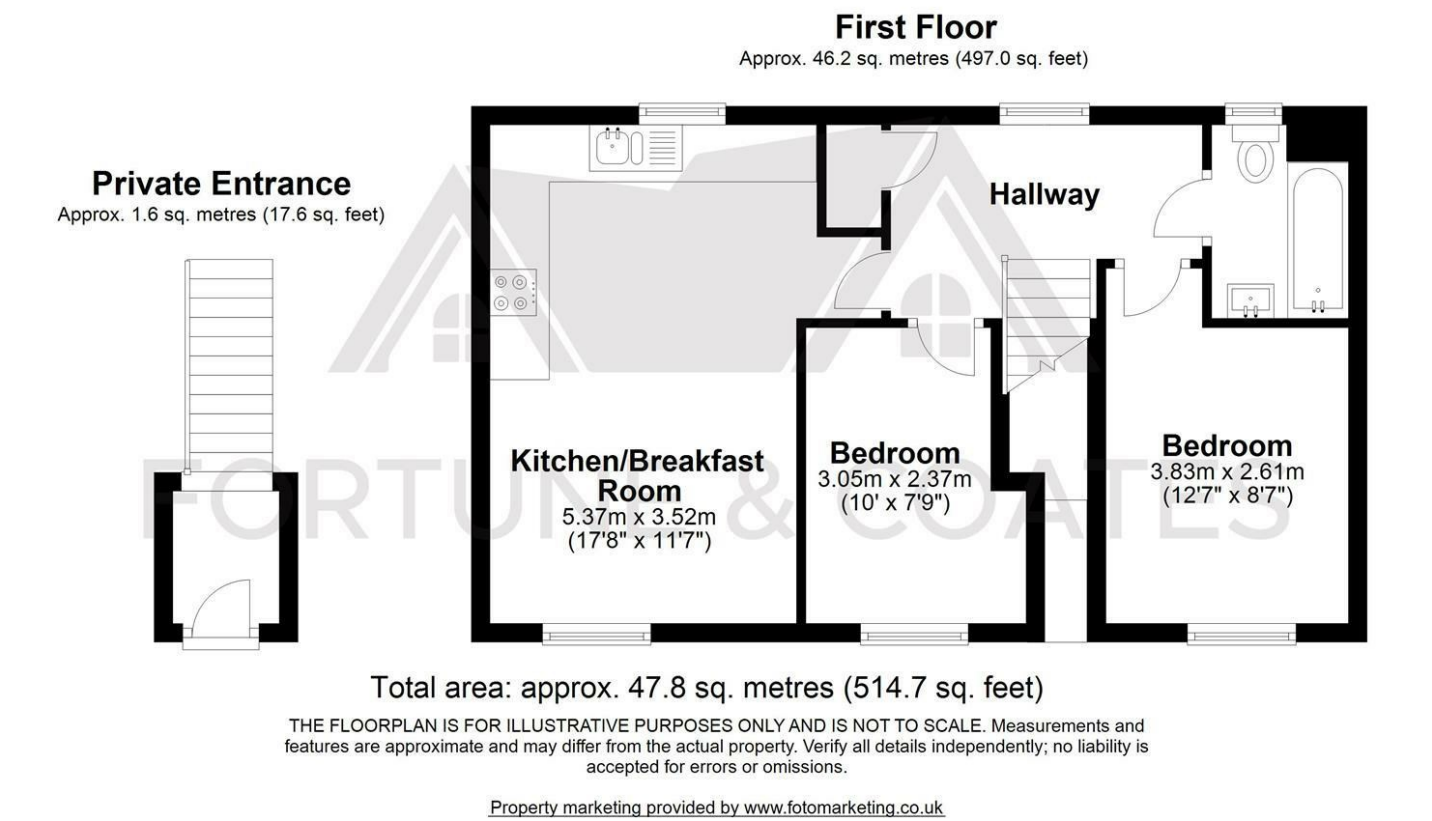 First Floor
Approx. 46.2 sq. metres (497.0 sq. feet)
Private Entrance
Approx. 1.6 sq. metres (17.6 sq. feet)
Hallway
Kitchen/Breakfast
Room
5.37m x 3.52m
(17'8" x 11'7")
Bedroom
3.05m x 2.37m
(10' x 7'9")
Bedroom
3.83m x 2.61m
(12'7" x 8'7")
FORTUNE & COATES
Total area: approx. 47.8 sq. metres (514.7 sq. feet)
THE FLOORPLAN IS FOR ILLUSTRATIVE PURPOSES ONLY AND IS NOT TO SCALE. Measurements and
features are approximate and may differ from the actual property. Verify all details independently; no liability is
accepted for errors or omissions.
Property marketing provided by www.fotomarketing.co.uk